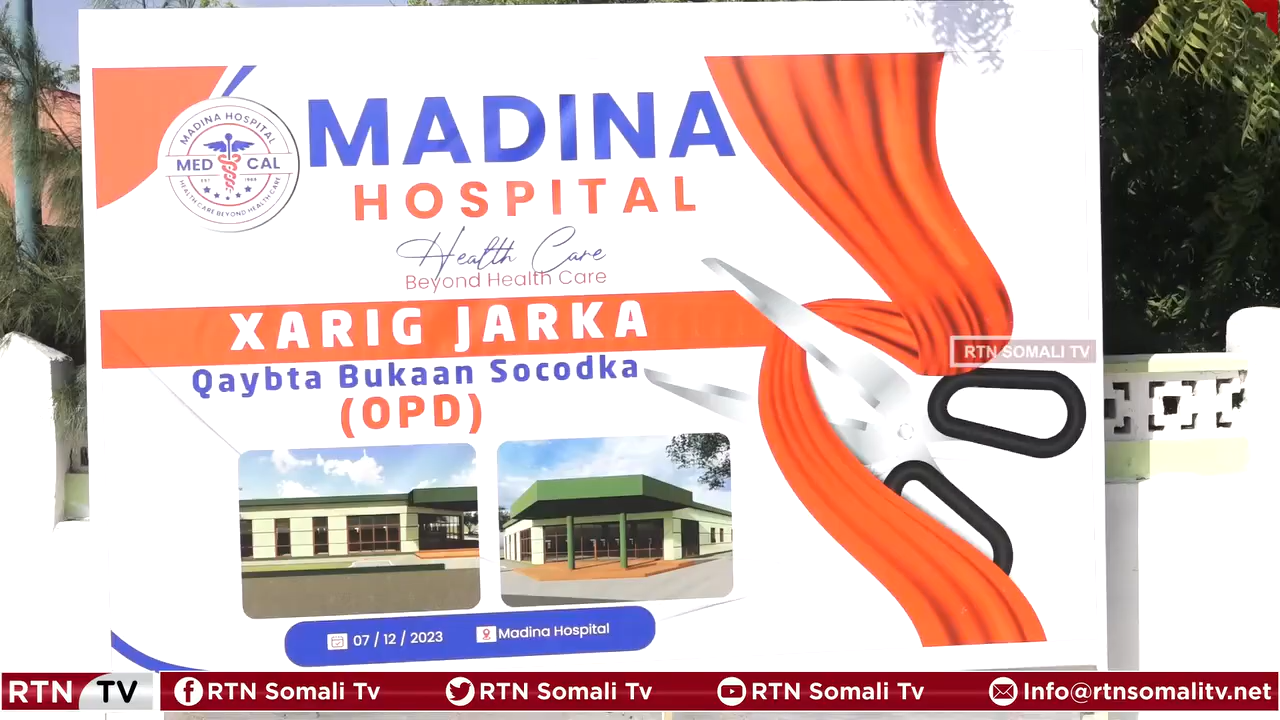 MADINA HOSPITAL
MED CAL
EST 
HEALTH CARE BEYOND HEALTH CARE
MADINA
HOSPITAL
Health Care
Beyond Health Care
XARIG JARKA
Qaybta Bukaan Socodka
(OPD)
07 / 12 / 2023
Madina Hospital
RTN SOMALI TV
RTN TV
RTN Somali Tv
RTN Somali Tv
RTN Somali Tv
Info@rtnsomalitv.net